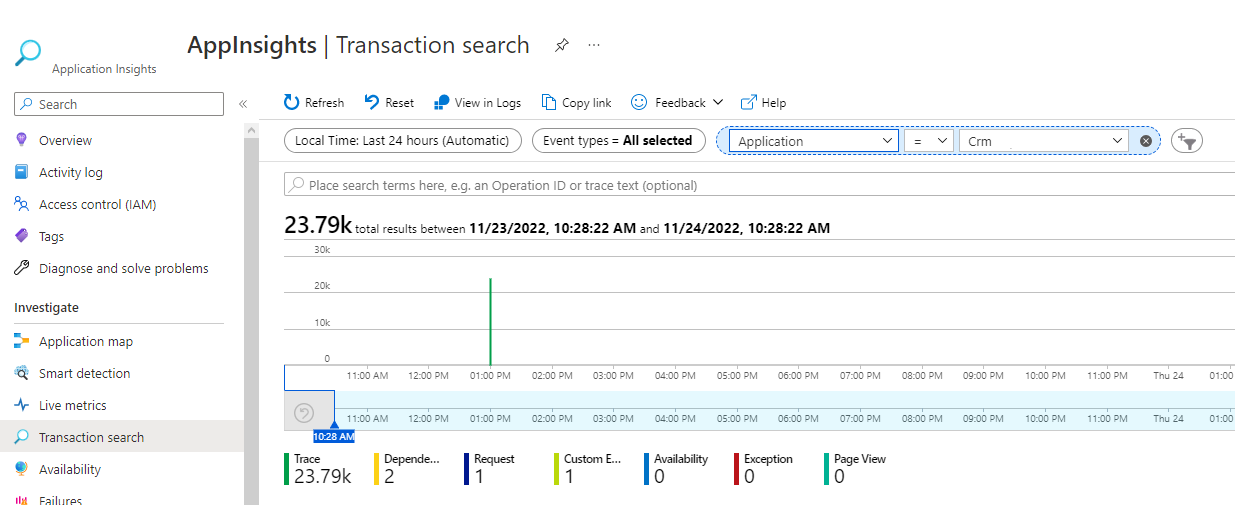 AppInsights | Transaction search
Application Insights
Search
Refresh
Reset
View in Logs
Copy link
Feedback
Help
Overview
Activity log
Access control (IAM)
Tags
Diagnose and solve problems
Investigate
Application map
Smart detection
Live metrics
Transaction search
Availability
Failures
Local Time: Last 24 hours (Automatic)
Event types = All selected
Application
=
Crm
Place search terms here, e.g. an Operation ID or trace text (optional)
23.79k total results between 11/23/2022, 10:28:22 AM and 11/24/2022, 10:28:22 AM
30k
20k
10k
0
11:00 AM 12:00 PM 01:00 PM 02:00 PM 03:00 PM 04:00 PM 05:00 PM 06:00 PM 07:00 PM 08:00 PM 09:00 PM 10:00 PM 11:00 PM Thu 24 01:00
11:00 AM 12:00 PM 01:00 PM 02:00 PM 03:00 PM 04:00 PM 05:00 PM 06:00 PM 07:00 PM 08:00 PM 09:00 PM 10:00 PM 11:00 PM Thu 24 01:00
10:28 AM
Trace
23.79k
Depende...
2
Request
1
Custom E...
1
Availability
0
Exception
0
Page View
0